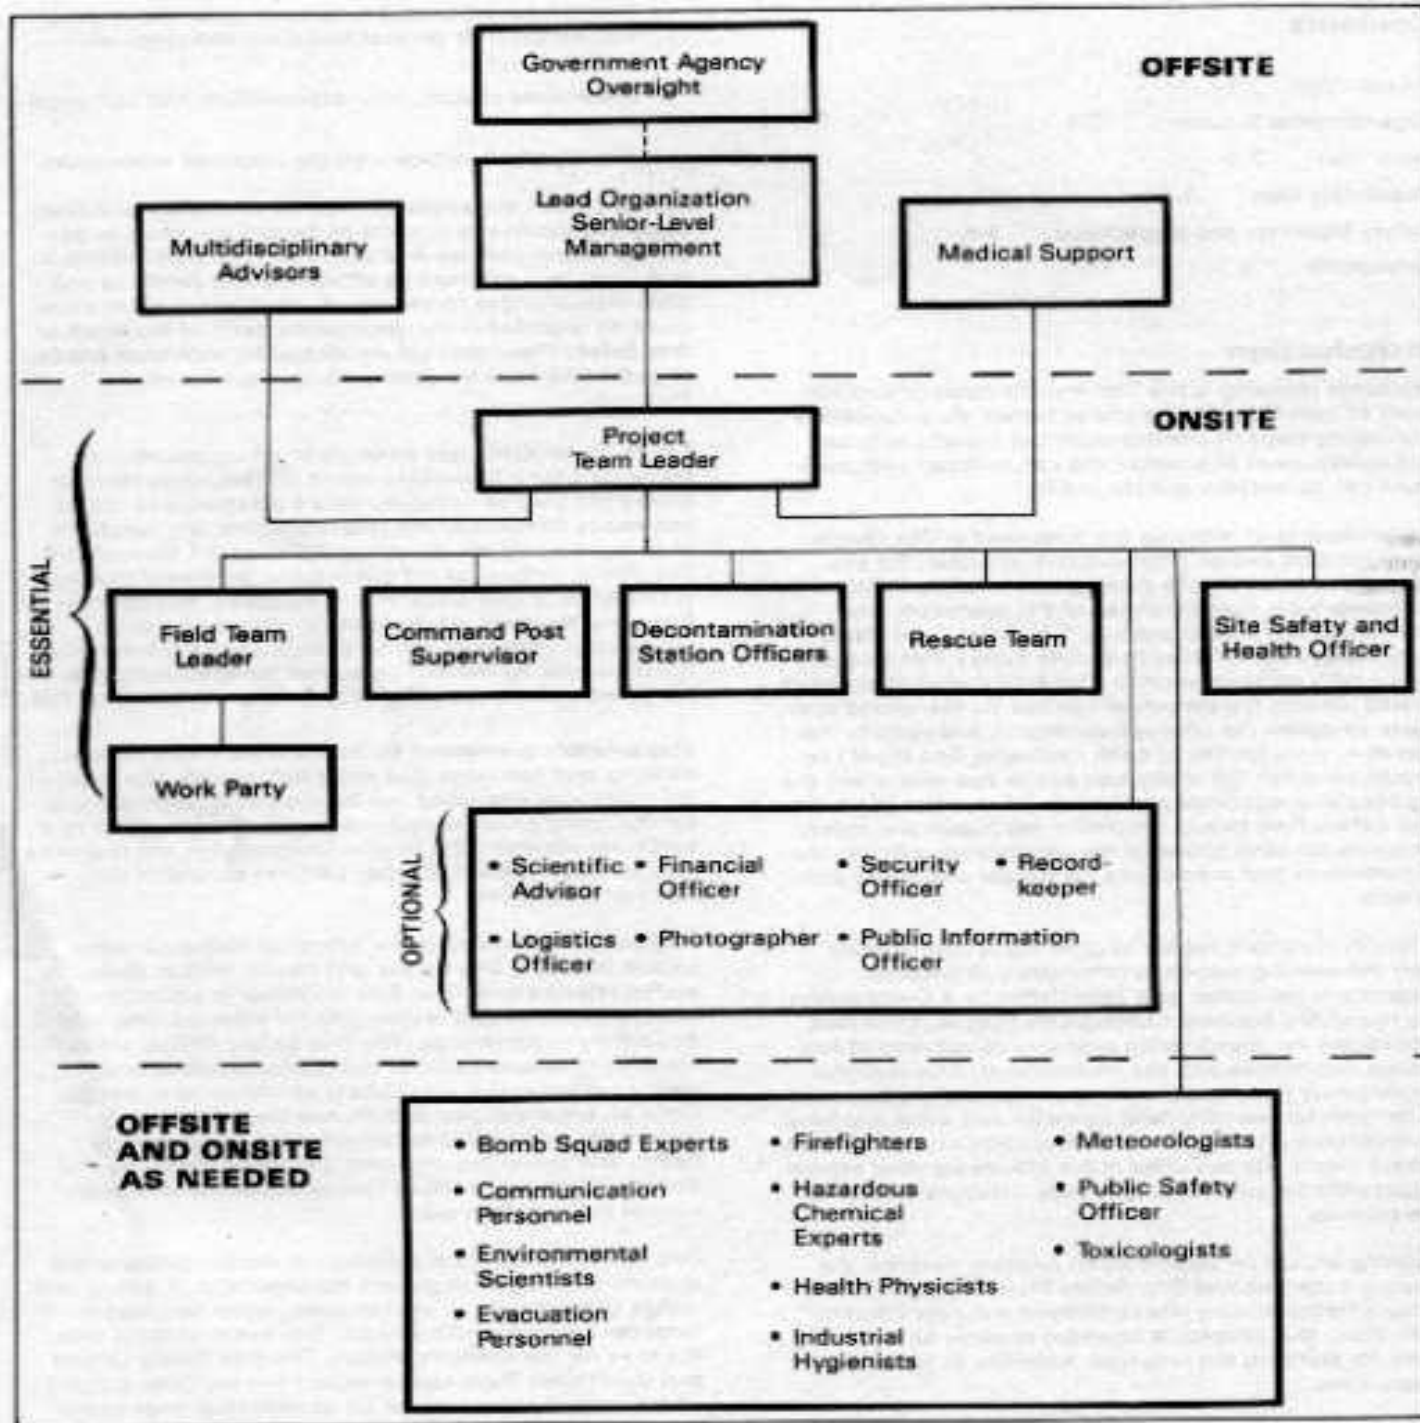 OFFSITE
Government Agency
Oversight
Lead Organization
Senior-Level
Management
Multidisciplinary
Advisors
Medical Support
ONSITE
Project
Team Leader
ESSENTIAL
Field Team
Leader
Command Post
Supervisor
Decontamination
Station Officers
Rescue Team
Site Safety and
Health Officer
Work Party
OPTIONAL
• Scientific
Advisor
• Financial
Officer
• Security
Officer
• Record-
keeper
• Logistics
Officer
• Photographer
• Public Information
Officer
OFFSITE
AND ONSITE
AS NEEDED
• Bomb Squad Experts
• Communication
Personnel
• Environmental
Scientists
• Evacuation
Personnel
• Firefighters
• Hazardous
Chemical
Experts
• Health Physicists
• Industrial
Hygienists
• Meteorologists
• Public Safety
Officer
• Toxicologists